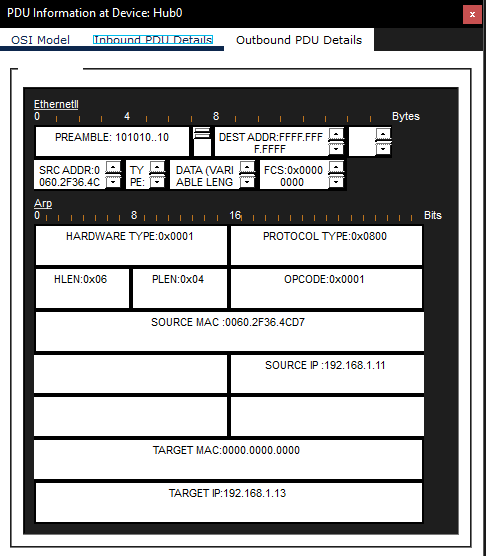 PDU Information at Device: Hub0
x
OSI Model Inbound PDU Details Outbound PDU Details
EthernetII
0 4 8 Bytes
PREAMBLE: 101010..10
DEST ADDR:FFFF.FFF
F.FFFF
SRC ADDR:0
060.2F36.4C
TY
PE:
DATA (VARI
ABLE LENG
FCS:0x0000
0000
Arp
0 8 16 Bits
HARDWARE TYPE:0x0001 PROTOCOL TYPE:0x0800
HLEN:0x06 PLEN:0x04 OPCODE:0x0001
SOURCE MAC :0060.2F36.4CD7
SOURCE IP :192.168.1.11
TARGET MAC:0000.0000.0000
TARGET IP:192.168.1.13